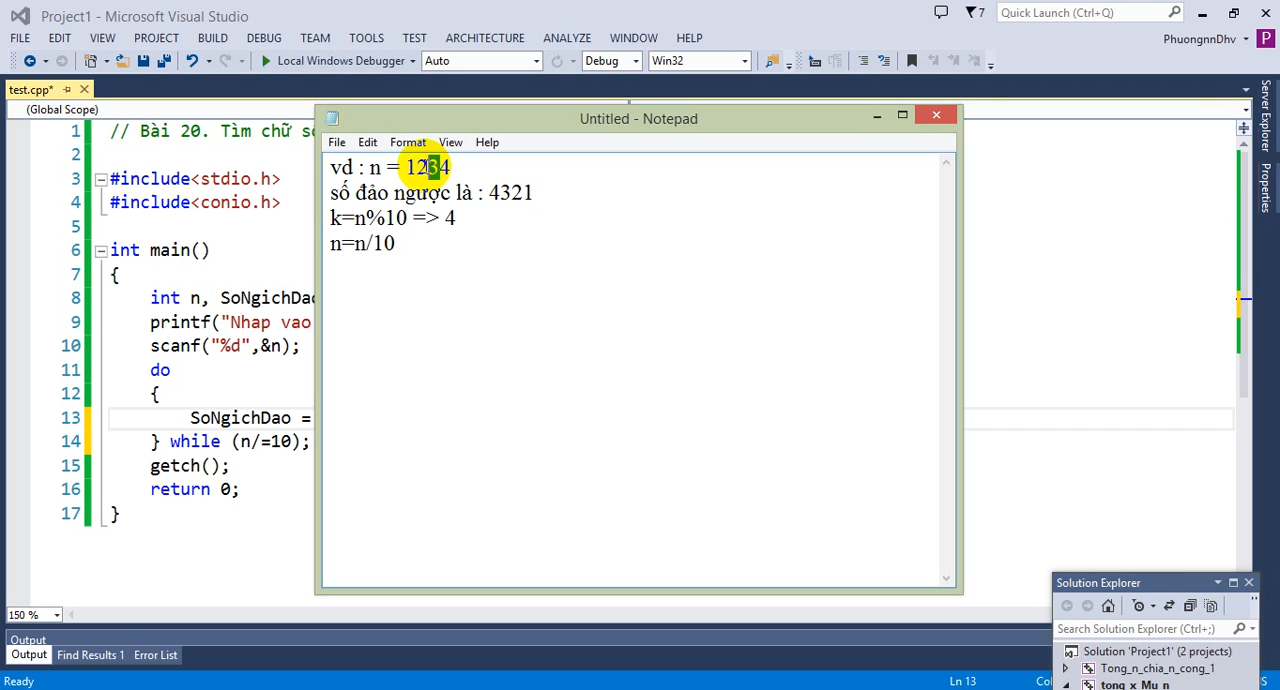 Project1 - Microsoft Visual Studio
7
Quick Launch (Ctrl+Q)
FILE EDIT VIEW PROJECT BUILD DEBUG TEAM TOOLS TEST ARCHITECTURE ANALYZE WINDOW HELP
PhuongnnDhv
P
Local Windows Debugger
Auto
Debug
Win32
test.cpp*
(Global Scope)
1 // Bài 20. Tìm chữ số
2
3 #include<stdio.h>
4 #include<conio.h>
5
6 int main()
7 {
8 int n, SoNgichDao
9 printf("Nhap vao
10 scanf("%d",&n);
11 do
12 {
13 SoNgichDao =
14 } while (n/=10);
15 getch();
16 return 0;
17 }
Untitled - Notepad
File Edit Format View Help
vd : n = 1234
số đảo ngược là : 4321
k=n%10 => 4
n=n/10
Server Explorer
Properties
150 %
Solution Explorer
Search Solution Explorer (Ctrl+;)
Solution 'Project1' (2 projects)
Tong_n_chia_n_cong_1
tong_x_Mu_n
Output
Output Find Results 1 Error List
Ready
Ln 13